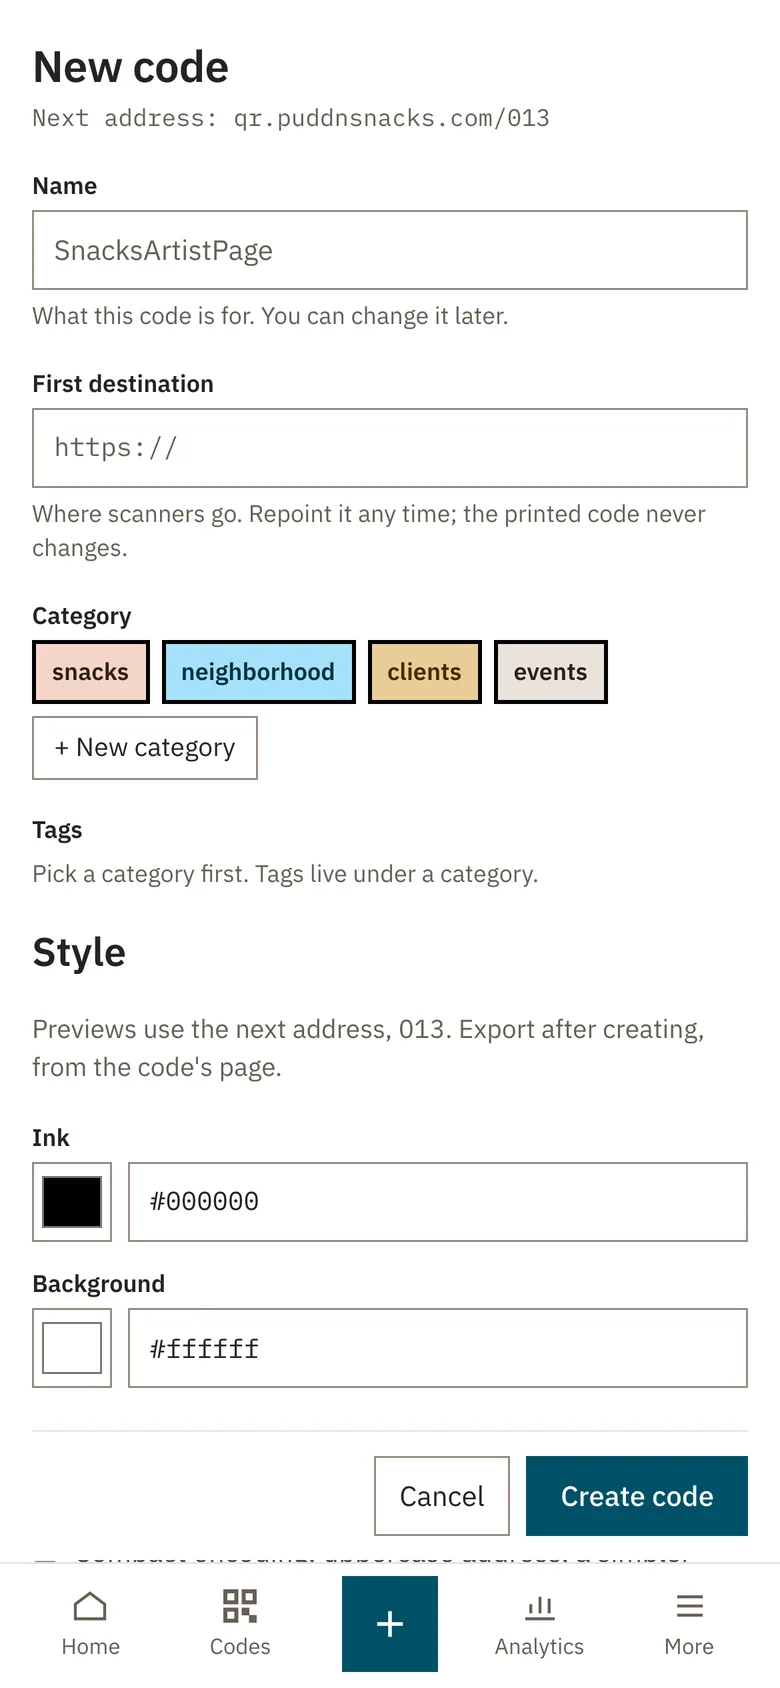 New code
Next address: qr.puddnsnacks.com/013
Name
SnacksArtistPage
What this code is for. You can change it later.
First destination
https://
Where scanners go. Repoint it any time; the printed code never
changes.
Category
snacks neighborhood clients events
+ New category
Tags
Pick a category first. Tags live under a category.
Style
Previews use the next address, 013. Export after creating,
from the code's page.
Ink
#000000
Background
#ffffff
Cancel Create code
Home Codes + Analytics More